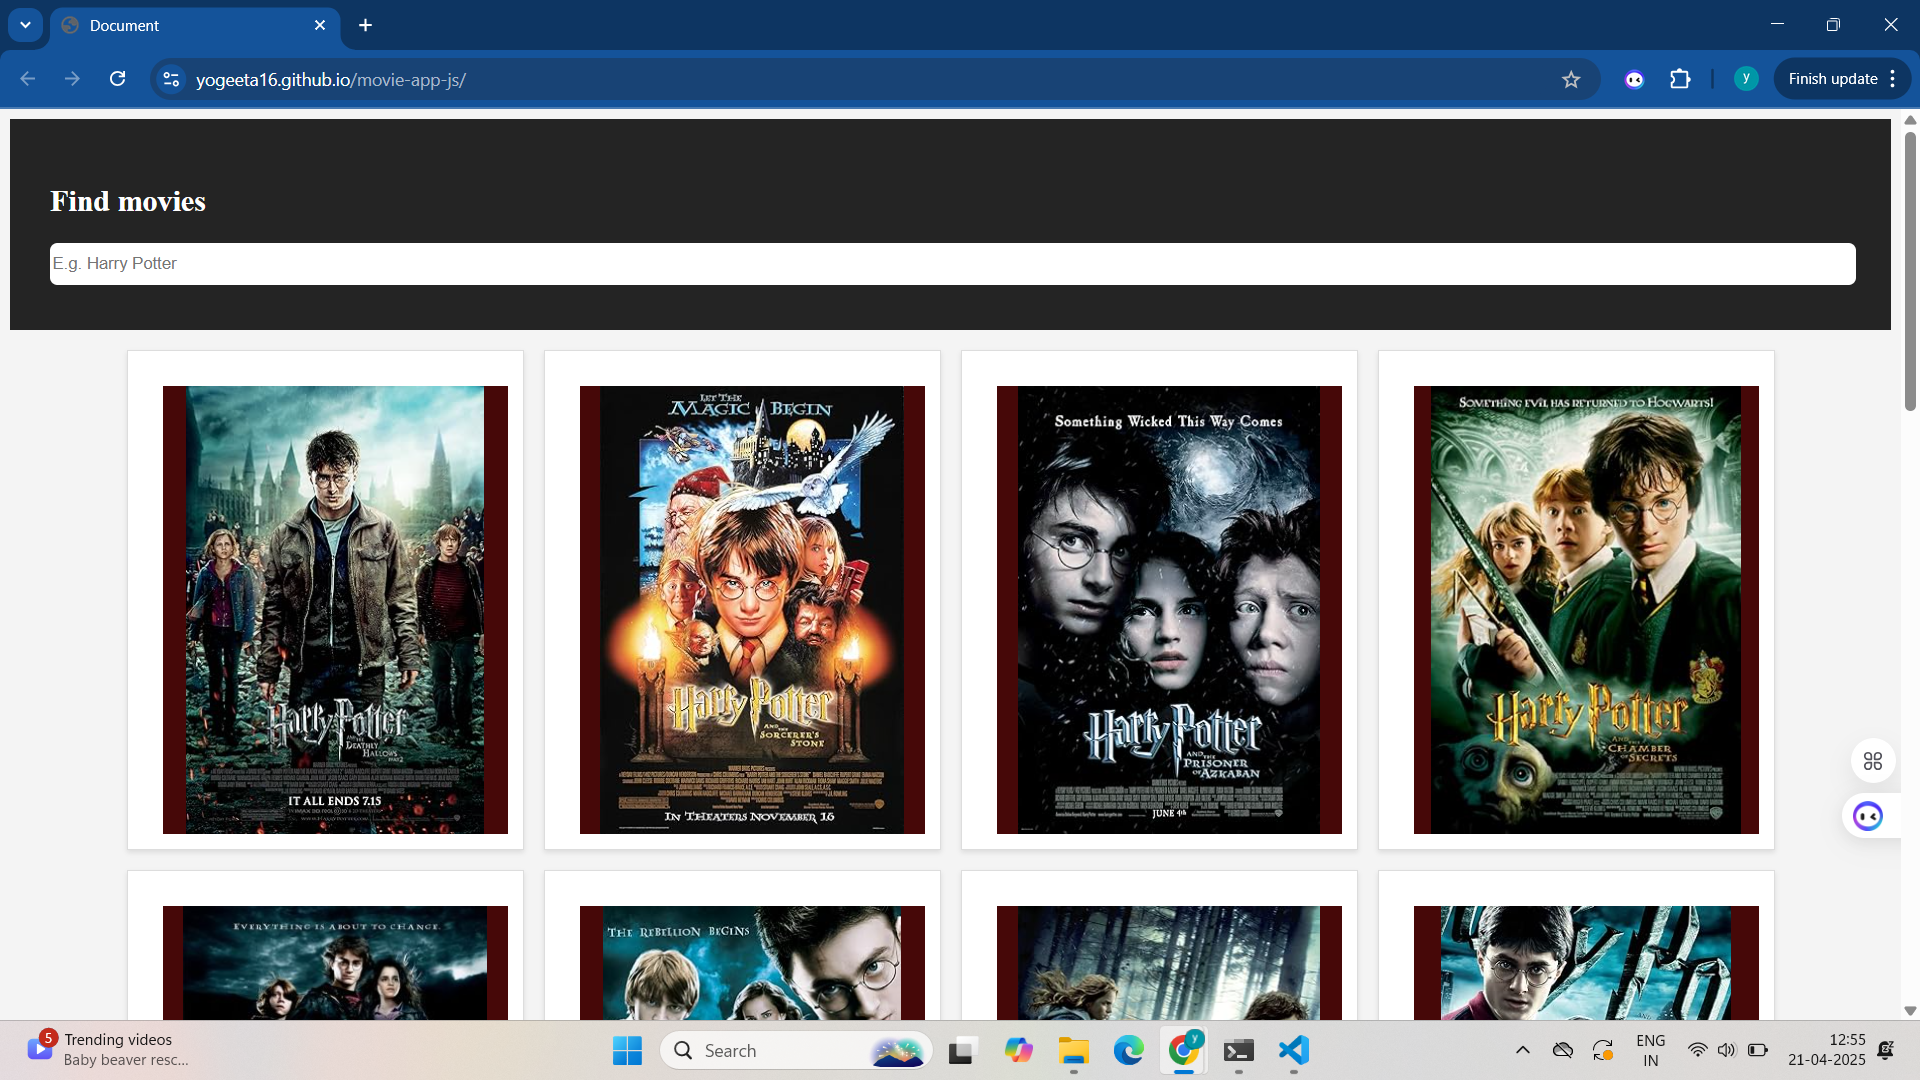 Document
yogeeta16.github.io/movie-app-js/
y
Finish update
Find movies
E.g. Harry Potter
Harry Potter
AND THE
DEATHLY
HALLOWS
PART 2
IT ALL ENDS 7.15
LET THE
MAGIC BEGIN
Harry Potter
AND THE
SORCERER'S
STONE
IN THEATERS NOVEMBER 16
Something Wicked This Way Comes
Harry Potter
AND THE
PRISONER
OF
AZKABAN
JUNE 4th
SOMETHING EVIL HAS RETURNED TO HOGWARTS!
Harry Potter
AND THE
CHAMBER
OF
SECRETS
EVERYTHING IS ABOUT TO CHANGE.
THE REBELLION BEGINS
5
Trending videos
Baby beaver resc...
Search
y
ENG
IN
12:55
21-04-2025